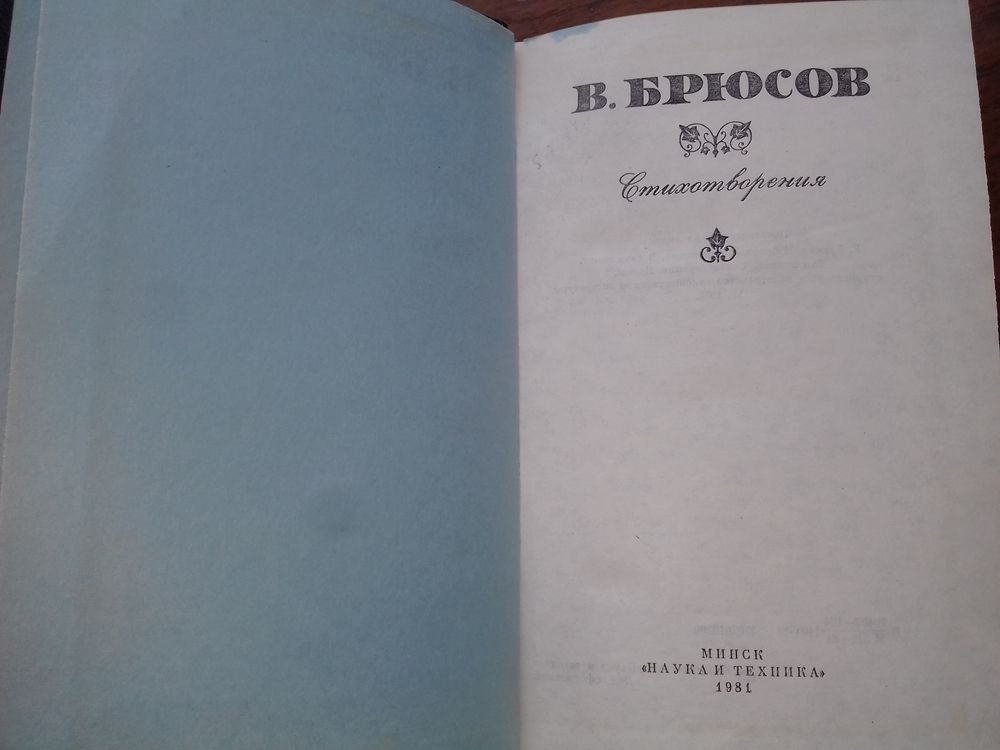 В. БРЮСОВ
Стихотворения
МИНСК
«НАУКА И ТЕХНИКА»
1981